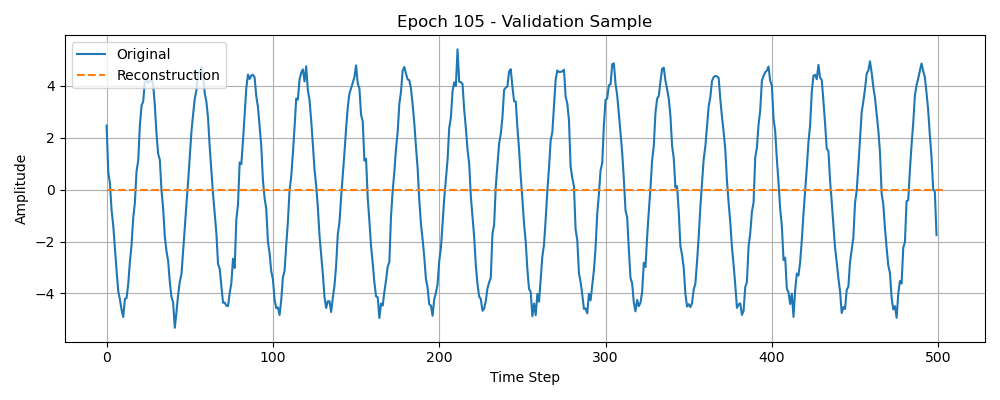 Epoch 105 - Validation Sample
Original
Reconstruction
4
2
0
−2
−4
Amplitude
0 100 200 300 400 500
Time Step